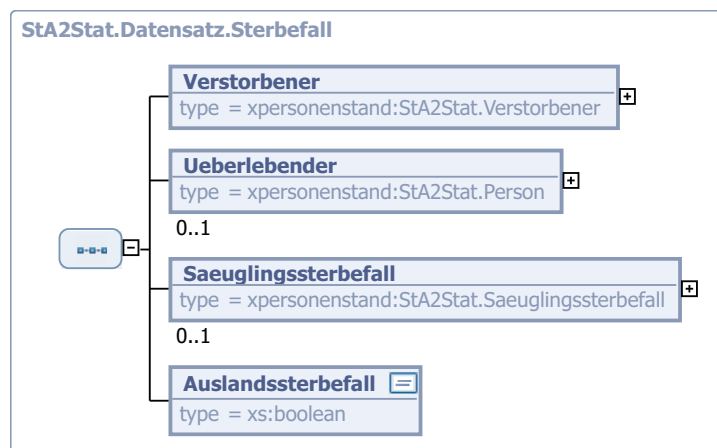 StA2Stat.Datensatz.Sterbefall
Verstorbener
type = xpersonenstand:StA2Stat.Verstorbener
Ueberlebender
type = xpersonenstand:StA2Stat.Person
0..1
Saeuglingssterbefall
type = xpersonenstand:StA2Stat.Saeuglingssterbefall
0..1
Auslandssterbefall
type = xs:boolean